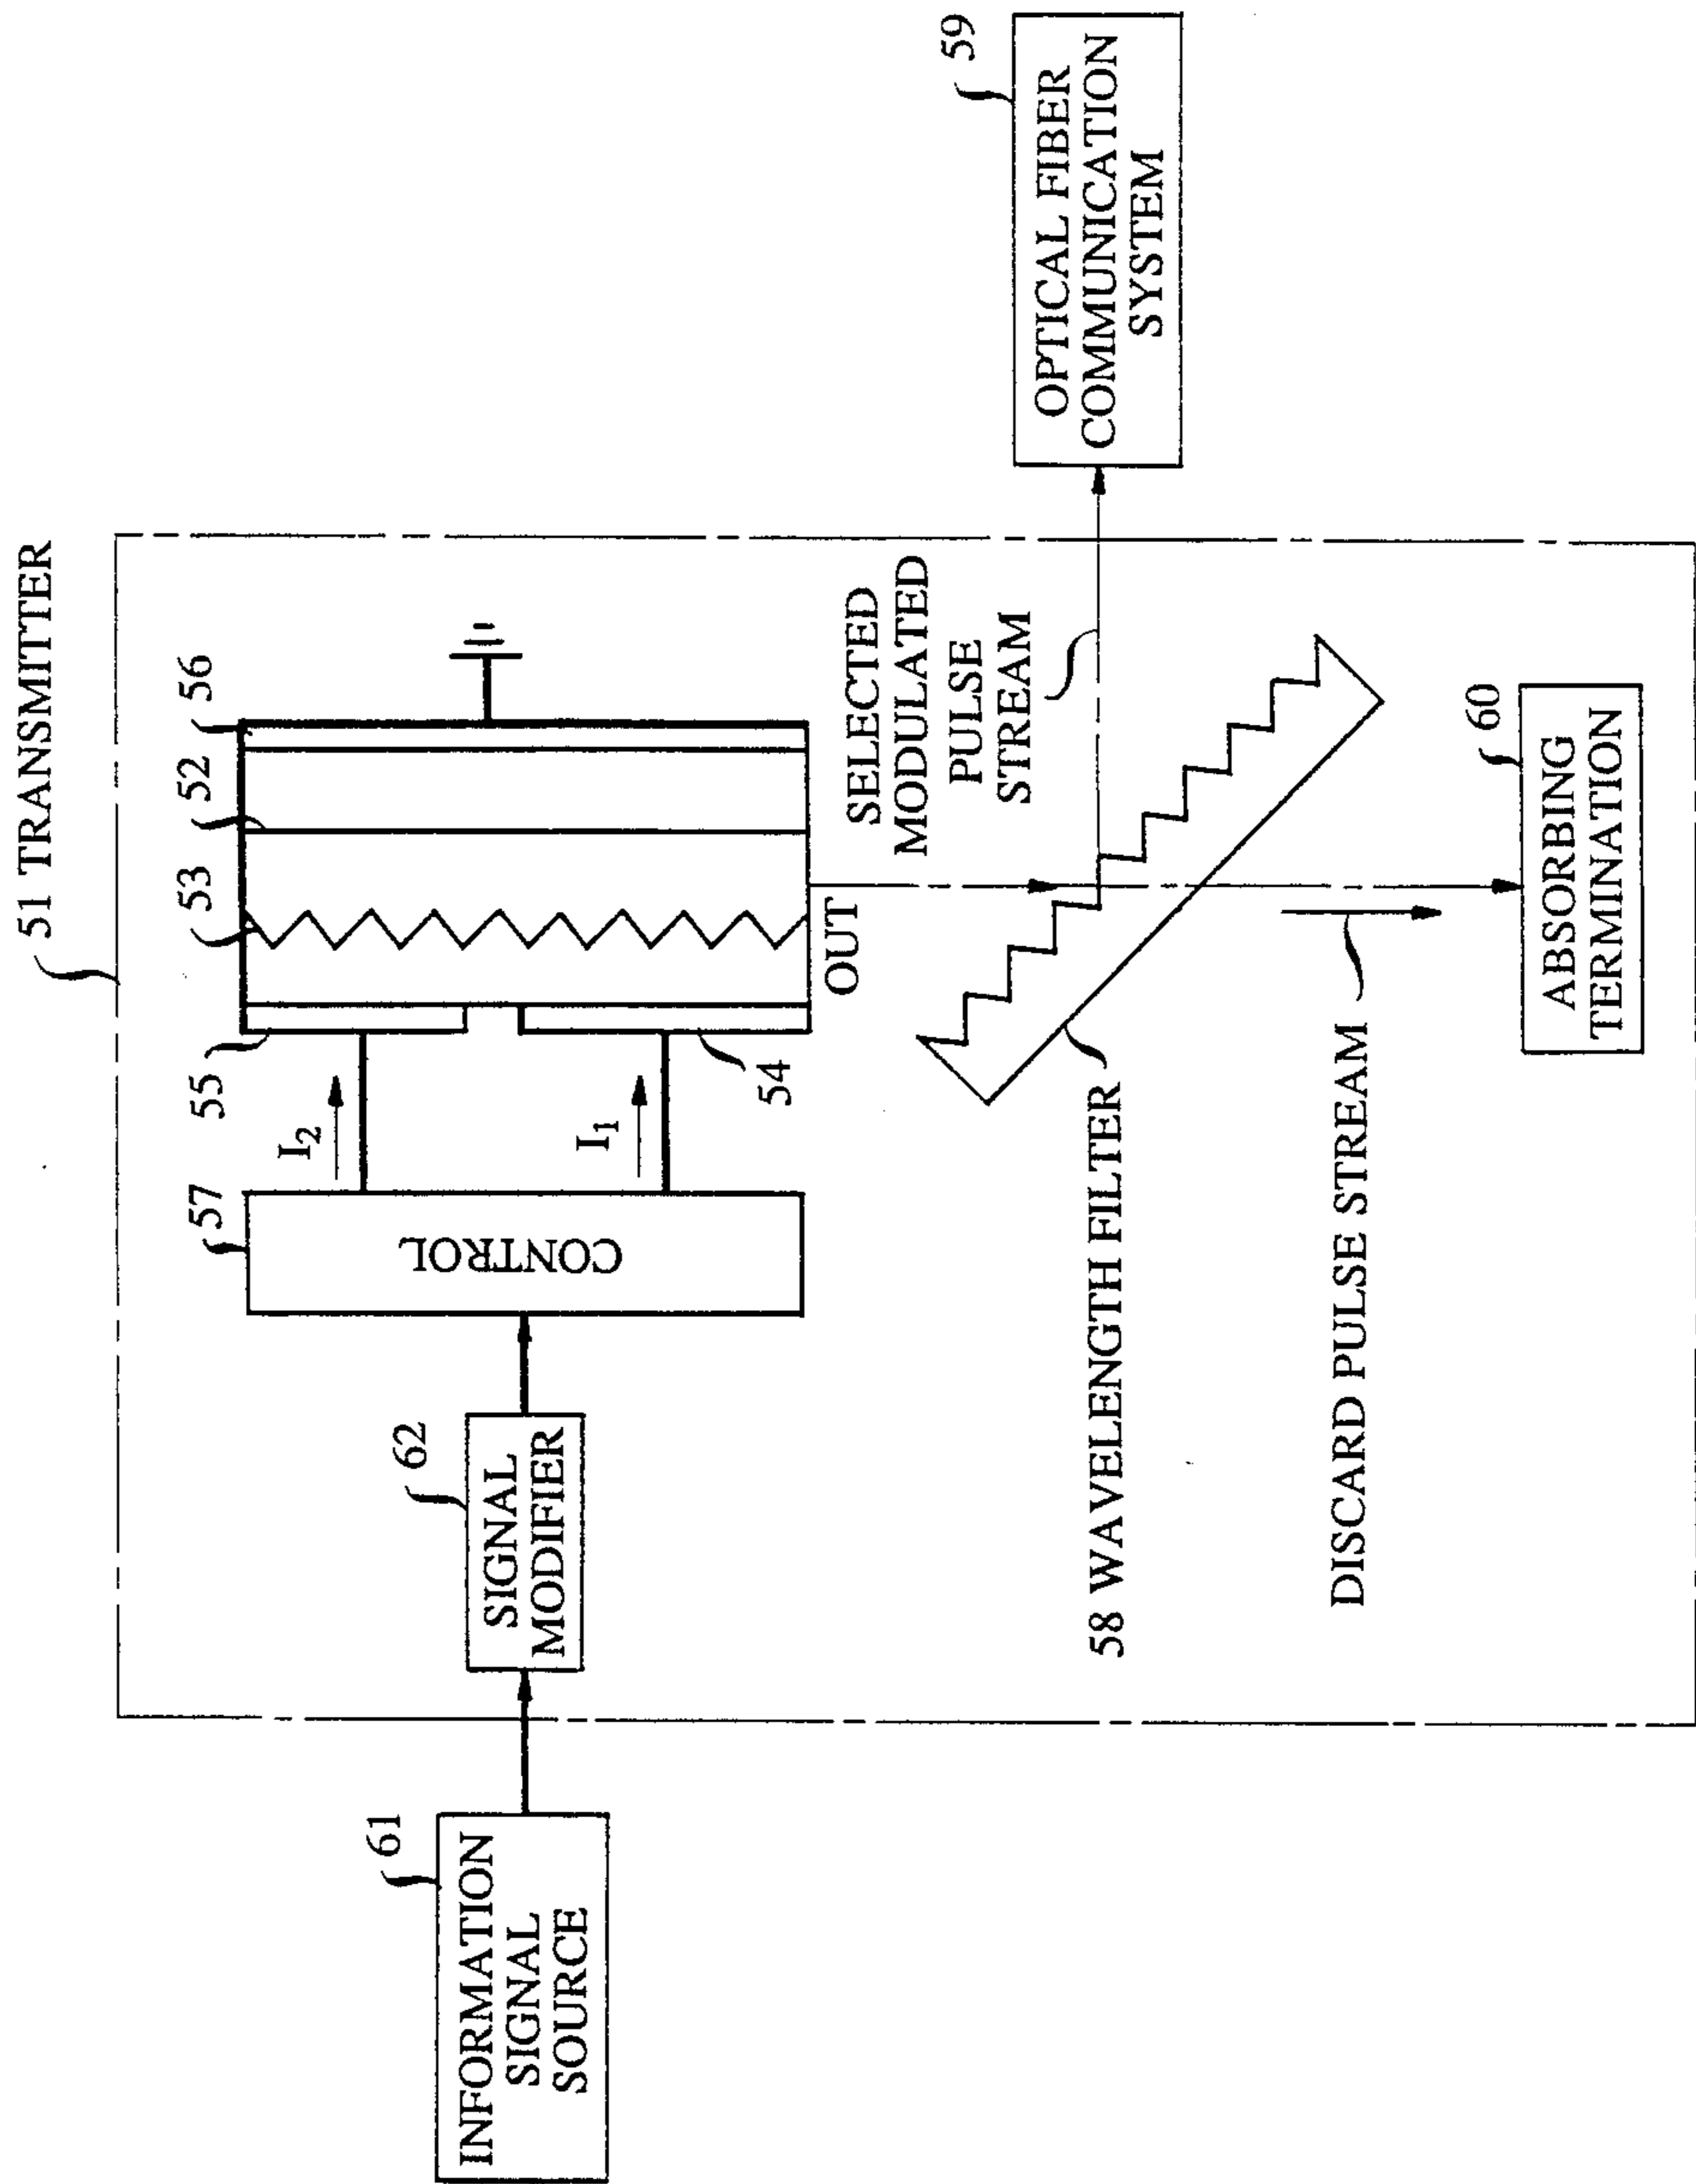 51 TRANSMITTER
INFORMATION
SIGNAL
SOURCE
61
SIGNAL
MODIFIER
62
CONTROL
57
I2
I1
55
54
53
52
56
OUT
SELECTED
MODULATED
PULSE
STREAM
58 WAVELENGTH FILTER
DISCARD PULSE STREAM
ABSORBING
TERMINATION
60
OPTICAL FIBER
COMMUNICATION
SYSTEM
59